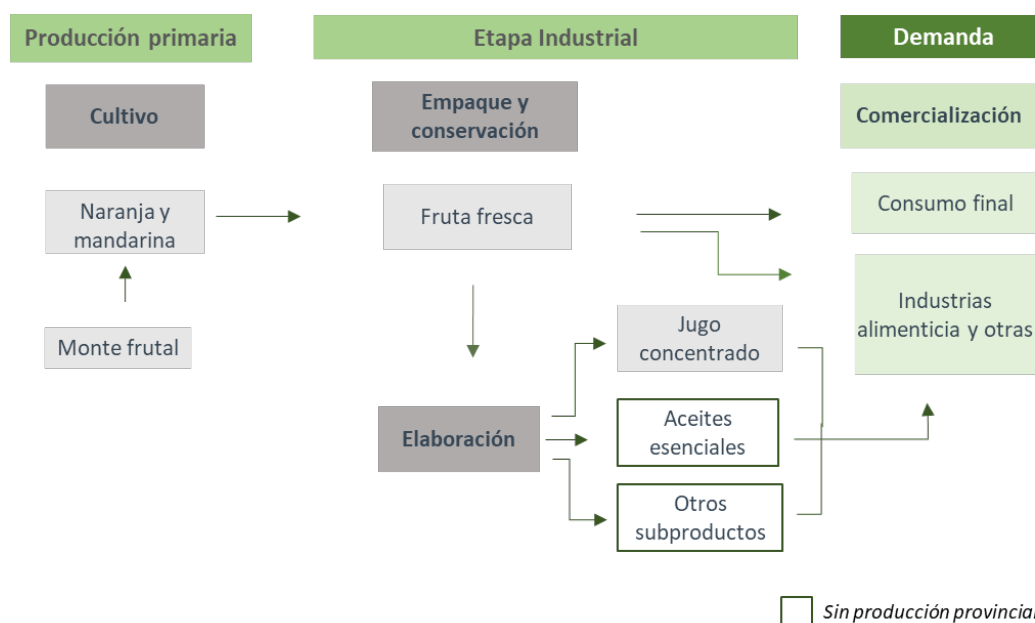 Producción primaria
Etapa Industrial
Demanda
Cultivo
Empaque y
conservación
Comercialización
Naranja y
mandarina
Fruta fresca
Consumo final
Industrias
alimenticia y otras
Monte frutal
Jugo
concentrado
Elaboración
Aceites
esenciales
Otros
subproductos
Sin producción provincial